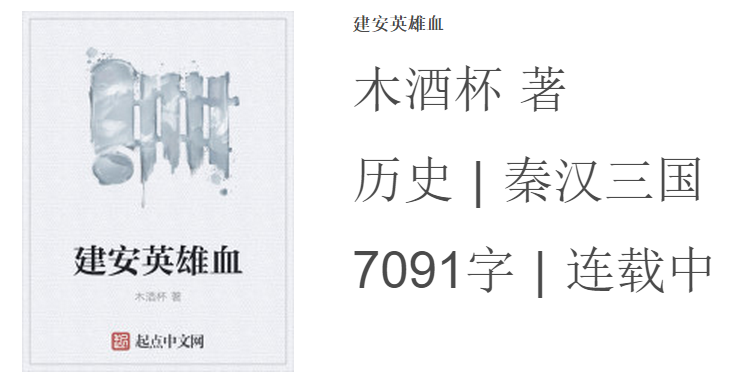 建安英雄血
木酒杯 著
起点中文网
建安英雄血
木酒杯 著
历史 | 秦汉三国
7091字 | 连载中